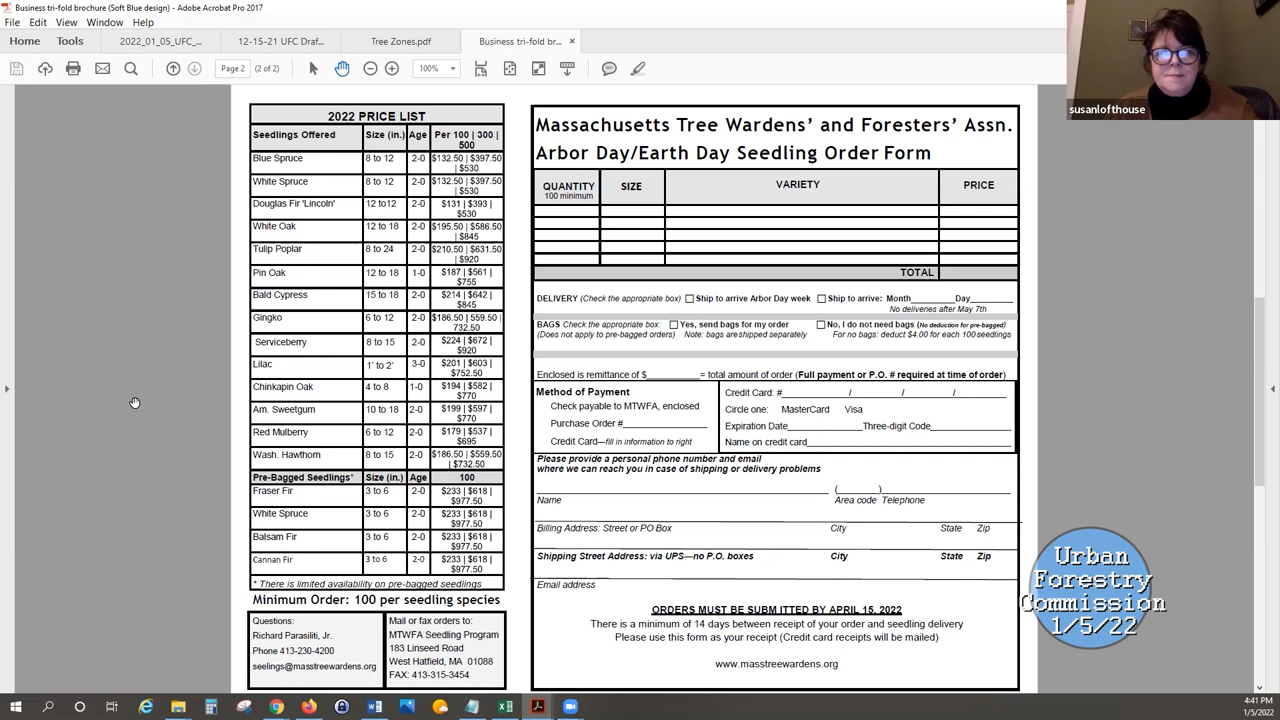 Business tri-fold brochure (Soft Blue design) - Adobe Acrobat Pro 2017
File Edit View Window Help
Home Tools 2022_01_05_UFC_... 12-15-21 UFC Draf... Tree Zones.pdf Business tri-fold br... ×
Page 2 (2 of 2) 100%
susanlofthouse
2022 PRICE LIST
Seedlings Offered Size (in.) Age Per 100 | 300 |
500
Blue Spruce 8 to 12 2-0 $132.50 | $397.50
| $530
White Spruce 8 to 12 2-0 $132.50 | $397.50
| $530
Douglas Fir 'Lincoln' 12 to12 2-0 $131 | $393 |
$530
White Oak 12 to 18 2-0 $195.50 | $586.50
| $845
Tulip Poplar 8 to 24 2-0 $210.50 | $631.50
| $920
Pin Oak 12 to 18 1-0 $187 | $561 |
$755
Bald Cypress 15 to 18 2-0 $214 | $642 |
$845
Gingko 6 to 12 2-0 $186.50 | 559.50 |
732.50
Serviceberry 8 to 15 2-0 $224 | $672 |
$920
Lilac 1' to 2' 3-0 $201 | $603 |
$752.50
Chinkapin Oak 4 to 8 1-0 $194 | $582 |
$770
Am. Sweetgum 10 to 18 2-0 $199 | $597 |
$770
Red Mulberry 6 to 12 2-0 $179 | $537 |
$695
Wash. Hawthorn 8 to 15 2-0 $186.50 | $559.50
| $732.50
Pre-Bagged Seedlings* Size (in.) Age 100
Fraser Fir 3 to 6 2-0 $233 | $618 |
$977.50
White Spruce 3 to 6 2-0 $233 | $618 |
$977.50
Balsam Fir 3 to 6 2-0 $233 | $618 |
$977.50
Cannan Fir 3 to 6 2-0 $233 | $618 |
$977.50
* There is limited availability on pre-bagged seedlings
Minimum Order: 100 per seedling species
Questions:
Richard Parasiliti, Jr.
Phone 413-230-4200
seelings@masstreewardens.org
Mail or fax orders to:
MTWFA Seedling Program
183 Linseed Road
West Hatfield, MA 01088
FAX: 413-315-3454
Massachusetts Tree Wardens' and Foresters' Assn.
Arbor Day/Earth Day Seedling Order Form
QUANTITY SIZE VARIETY PRICE
100 minimum
TOTAL
DELIVERY (Check the appropriate box) Ship to arrive Arbor Day week Ship to arrive: Month________Day________
No deliveries after May 7th
BAGS Check the appropriate box: Yes, send bags for my order No, I do not need bags (No deduction for pre-bagged)
(Does not apply to pre-bagged orders) Note: bags are shipped separately For no bags: deduct $4.00 for each 100 seedlings
Enclosed is remittance of $__________= total amount of order (Full payment or P.O. # required at time of order)
Method of Payment
Check payable to MTWFA, enclosed
Purchase Order #________________
Credit Card—fill in information to right
Credit Card: #____________/__________/__________/__________
Circle one: MasterCard Visa
Expiration Date______________Three-digit Code______________
Name on credit card________________________________
Please provide a personal phone number and email
where we can reach you in case of shipping or delivery problems
(______)
Name Area code Telephone
Billing Address: Street or PO Box City State Zip
Shipping Street Address: via UPS—no P.O. boxes City State Zip
Email address
ORDERS MUST BE SUBMITTED BY APRIL 15, 2022
There is a minimum of 14 days between receipt of your order and seedling delivery
Please use this form as your receipt (Credit card receipts will be mailed)
www.masstreewardens.org
Urban
Forestry
Commission
1/5/22
4:41 PM
1/5/2022